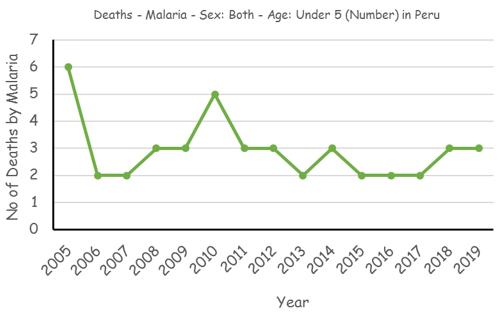 Deaths - Malaria - Sex: Both - Age: Under 5 (Number) in Peru
No of Deaths by Malaria
7
6
5
4
3
2
1
0
2005 2006 2007 2008 2009 2010 2011 2012 2013 2014 2015 2016 2017 2018 2019
Year